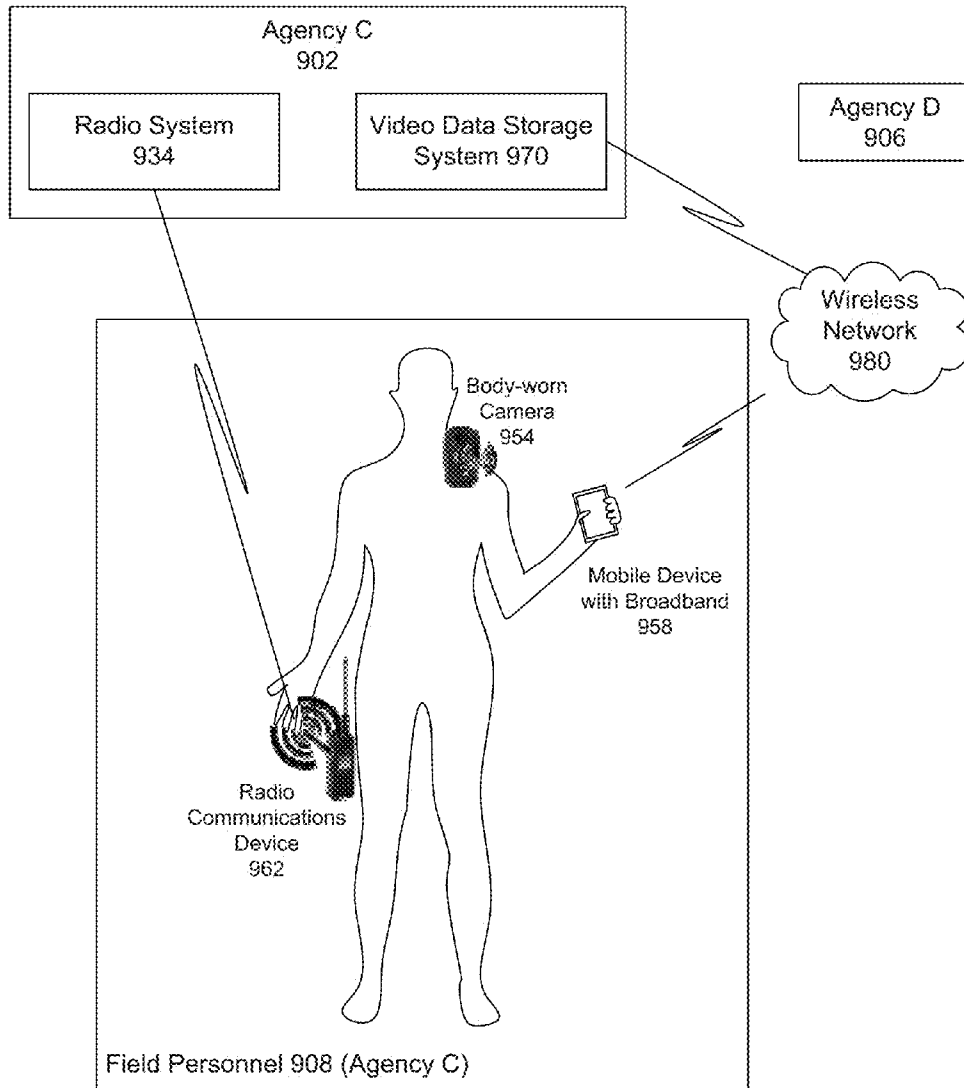 Agency C
902
Radio System
934
Video Data Storage
System 970
Agency D
906
Wireless
Network
980
Body-worn
Camera
954
Mobile Device
with Broadband
958
Radio
Communications
Device
962
Field Personnel 908 (Agency C)